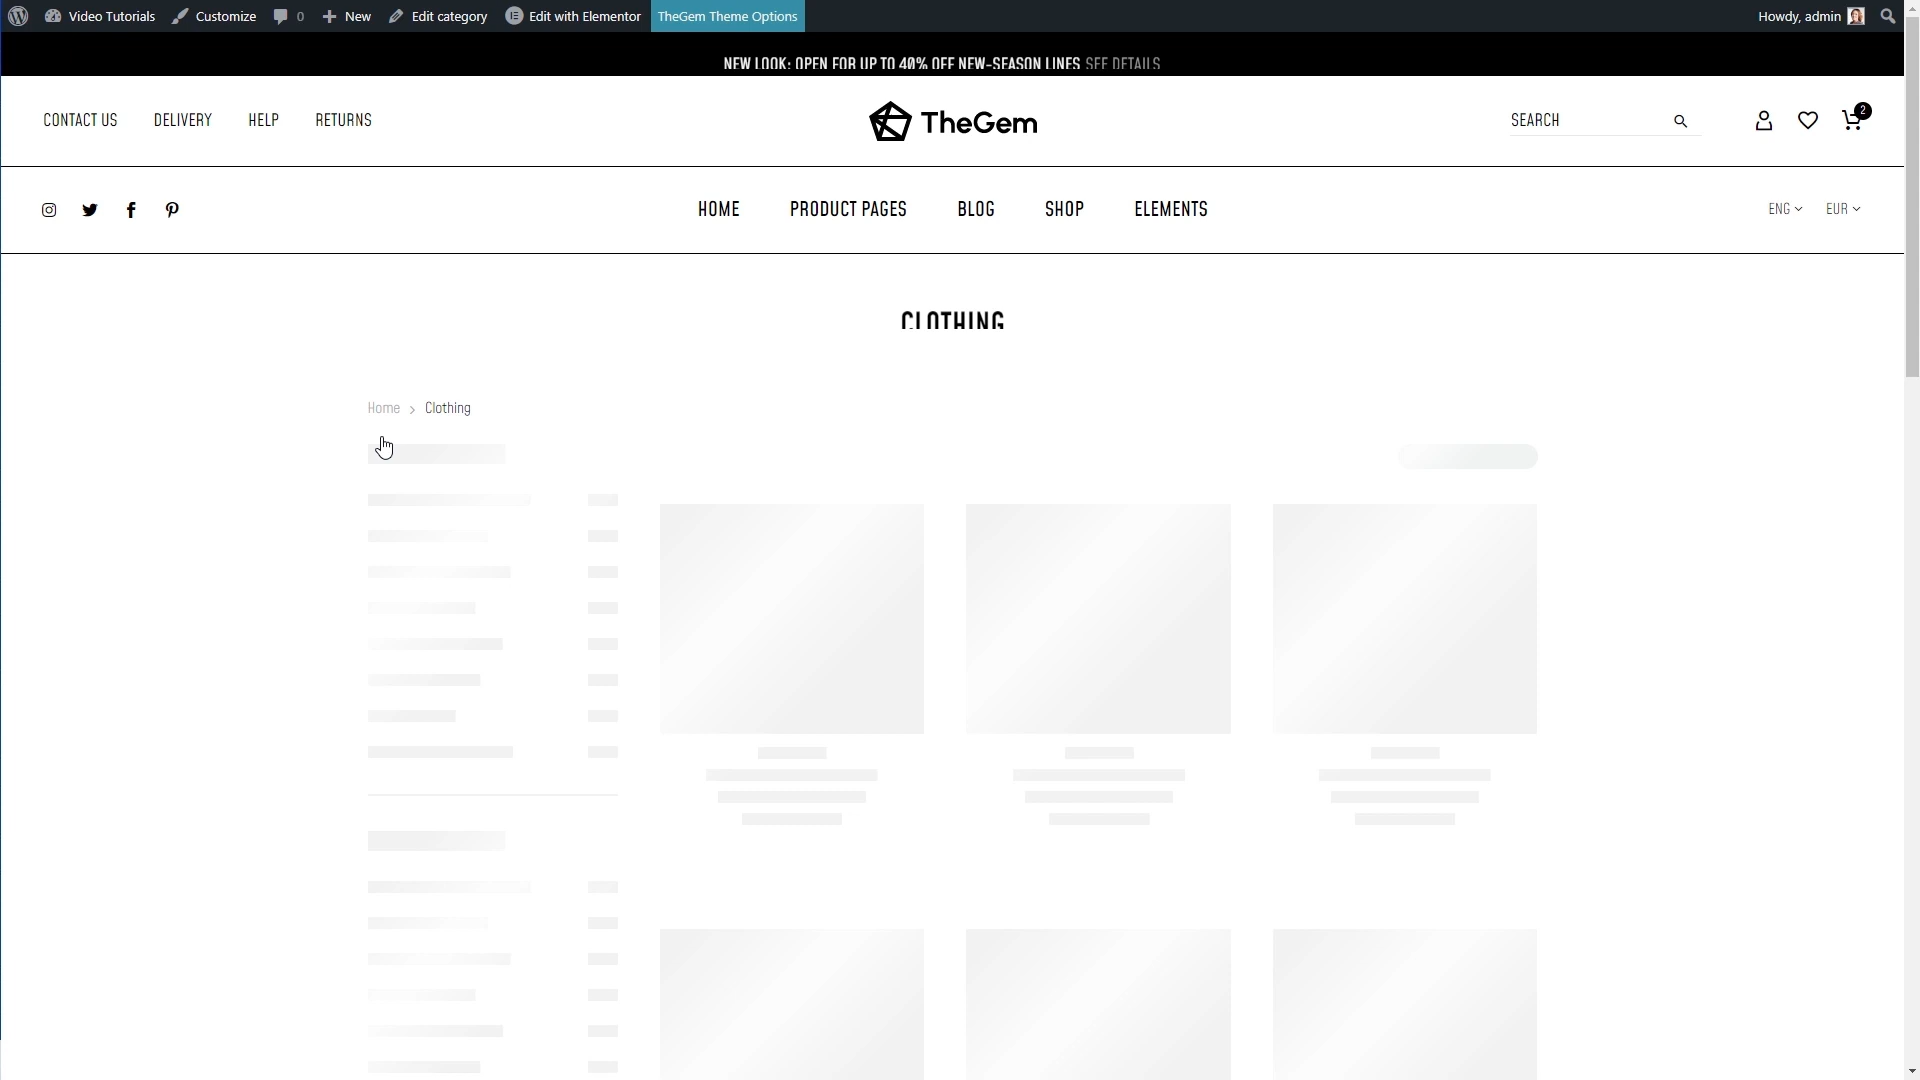 Video Tutorials Customize 0 New Edit category Edit with Elementor TheGem Theme Options Howdy, admin
NEW LOOK: OPEN FOR UP TO 40% OFF NEW-SEASON LINES SEE DETAILS
CONTACT US DELIVERY HELP RETURNS TheGem SEARCH 2
HOME PRODUCT PAGES BLOG SHOP ELEMENTS ENG EUR
CLOTHING
Home > Clothing